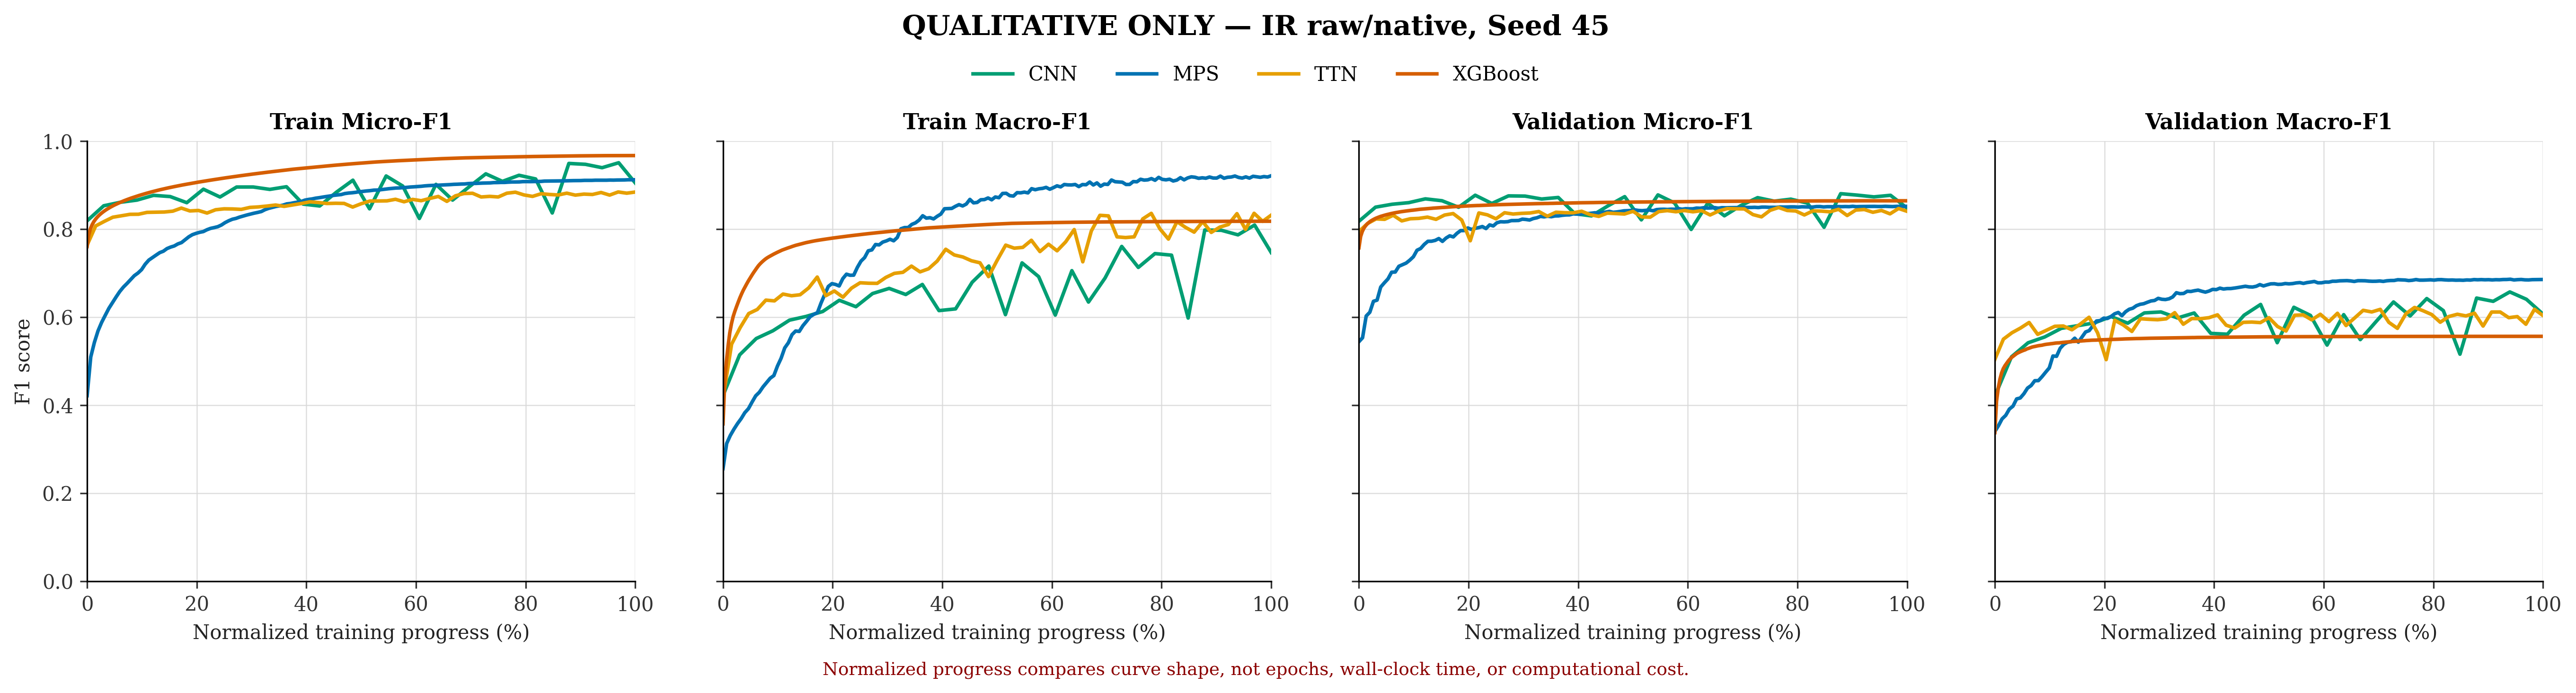 QUALITATIVE ONLY — IR raw/native, Seed 45
CNN MPS TTN XGBoost
Train Micro-F1 Train Macro-F1 Validation Micro-F1 Validation Macro-F1
F1 score
1.0
0.8
0.6
0.4
0.2
0.0
0 20 40 60 80 100 0 20 40 60 80 100 0 20 40 60 80 100 0 20 40 60 80 100
Normalized training progress (%) Normalized training progress (%) Normalized training progress (%) Normalized training progress (%)
Normalized progress compares curve shape, not epochs, wall-clock time, or computational cost.